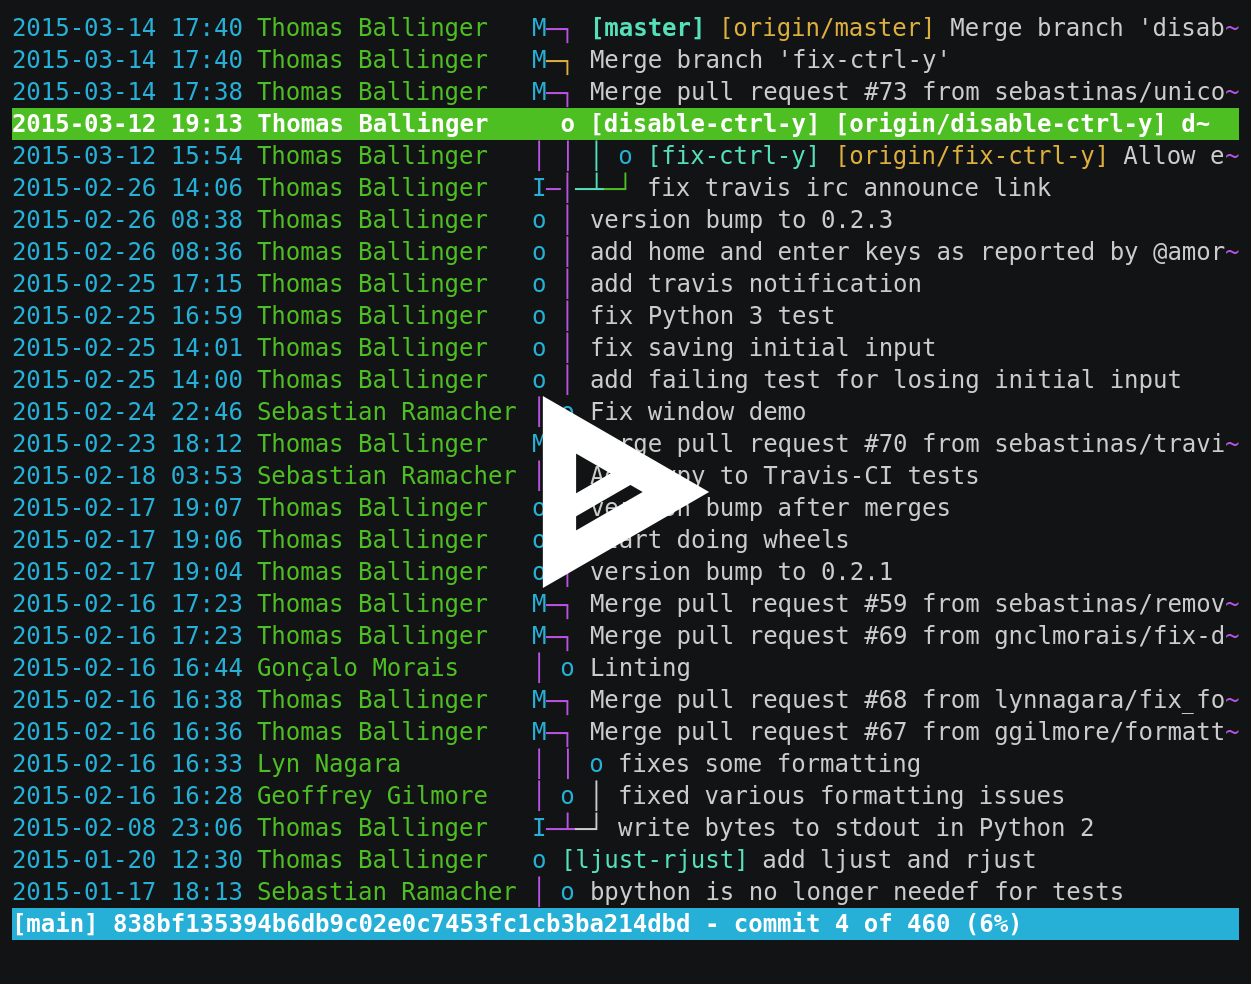 2015-03-14 17:40 Thomas Ballinger   M─┐ [master] [origin/master] Merge branch 'disab~
2015-03-14 17:40 Thomas Ballinger   M─┐ Merge branch 'fix-ctrl-y'
2015-03-14 17:38 Thomas Ballinger   M─┐ Merge pull request #73 from sebastinas/unico~
2015-03-12 19:13 Thomas Ballinger     o [disable-ctrl-y] [origin/disable-ctrl-y] d~
2015-03-12 15:54 Thomas Ballinger   │ │ │ o [fix-ctrl-y] [origin/fix-ctrl-y] Allow e~
2015-02-26 14:06 Thomas Ballinger   I─│─┴─┘ fix travis irc announce link
2015-02-26 08:38 Thomas Ballinger   o │ version bump to 0.2.3
2015-02-26 08:36 Thomas Ballinger   o │ add home and enter keys as reported by @amor~
2015-02-25 17:15 Thomas Ballinger   o │ add travis notification
2015-02-25 16:59 Thomas Ballinger   o │ fix Python 3 test
2015-02-25 14:01 Thomas Ballinger   o │ fix saving initial input
2015-02-25 14:00 Thomas Ballinger   o │ add failing test for losing initial input
2015-02-24 22:46 Sebastian Ramacher │ o Fix window demo
2015-02-23 18:12 Thomas Ballinger   M pull request #70 from sebastinas/travi~
2015-02-18 03:53 Sebastian Ramacher │ to Travis-CI tests
2015-02-17 19:07 Thomas Ballinger   o version bump after merges
2015-02-17 19:06 Thomas Ballinger   o doing wheels
2015-02-17 19:04 Thomas Ballinger   o │ version bump to 0.2.1
2015-02-16 17:23 Thomas Ballinger   M─┐ Merge pull request #59 from sebastinas/remov~
2015-02-16 17:23 Thomas Ballinger   M─┐ Merge pull request #69 from gnclmorais/fix-d~
2015-02-16 16:44 Gonçalo Morais     │ o Linting
2015-02-16 16:38 Thomas Ballinger   M─┐ Merge pull request #68 from lynnagara/fix_fo~
2015-02-16 16:36 Thomas Ballinger   M─┐ Merge pull request #67 from ggilmore/formatt~
2015-02-16 16:33 Lyn Nagara         │ │ o fixes some formatting
2015-02-16 16:28 Geoffrey Gilmore   │ o │ fixed various formatting issues
2015-02-08 23:06 Thomas Ballinger   I─┴─┘ write bytes to stdout in Python 2
2015-01-20 12:30 Thomas Ballinger   o [ljust-rjust] add ljust and rjust
2015-01-17 18:13 Sebastian Ramacher │ o bpython is no longer needef for tests
[main] 838bf135394b6db9c02e0c7453fc1cb3ba214dbd - commit 4 of 460 (6%)